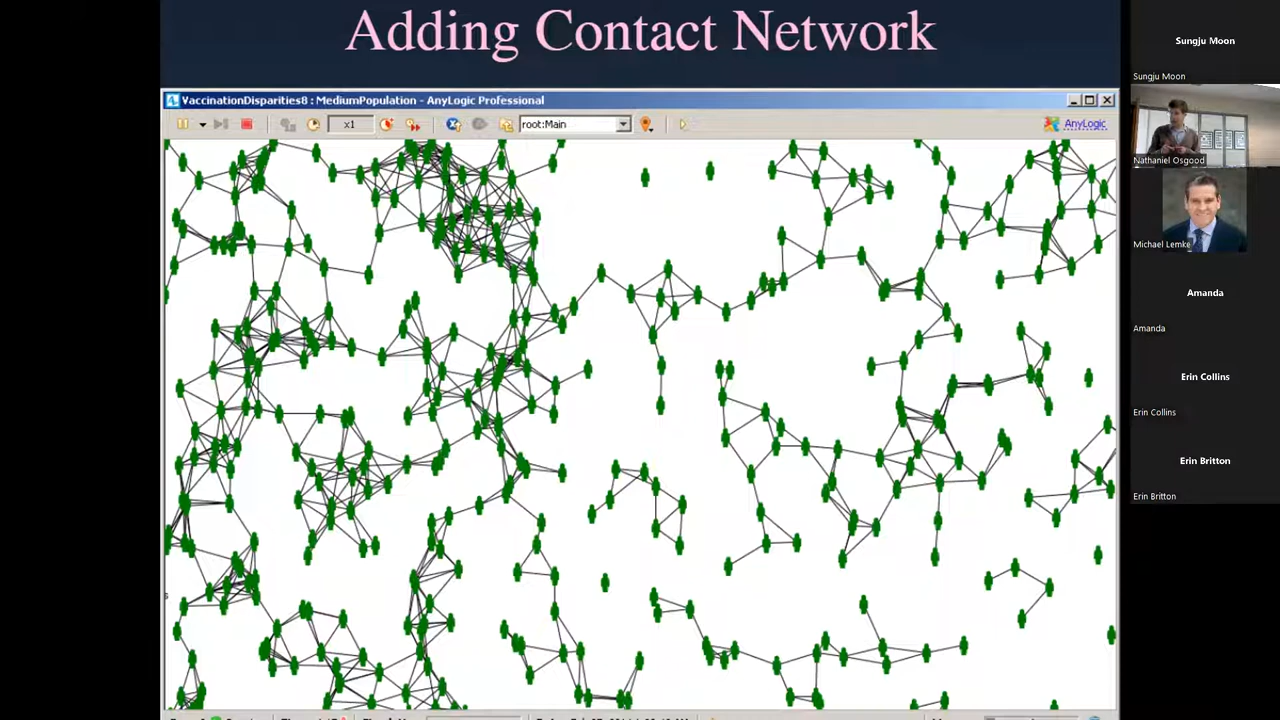 Adding Contact Network
VaccinationDisparities8 : MediumPopulation - AnyLogic Professional
x1
root:Main
AnyLogic
Sungju Moon
Sungju Moon
Nathaniel Osgood
Michael Lemke
Amanda
Amanda
Erin Collins
Erin Collins
Erin Britton
Erin Britton